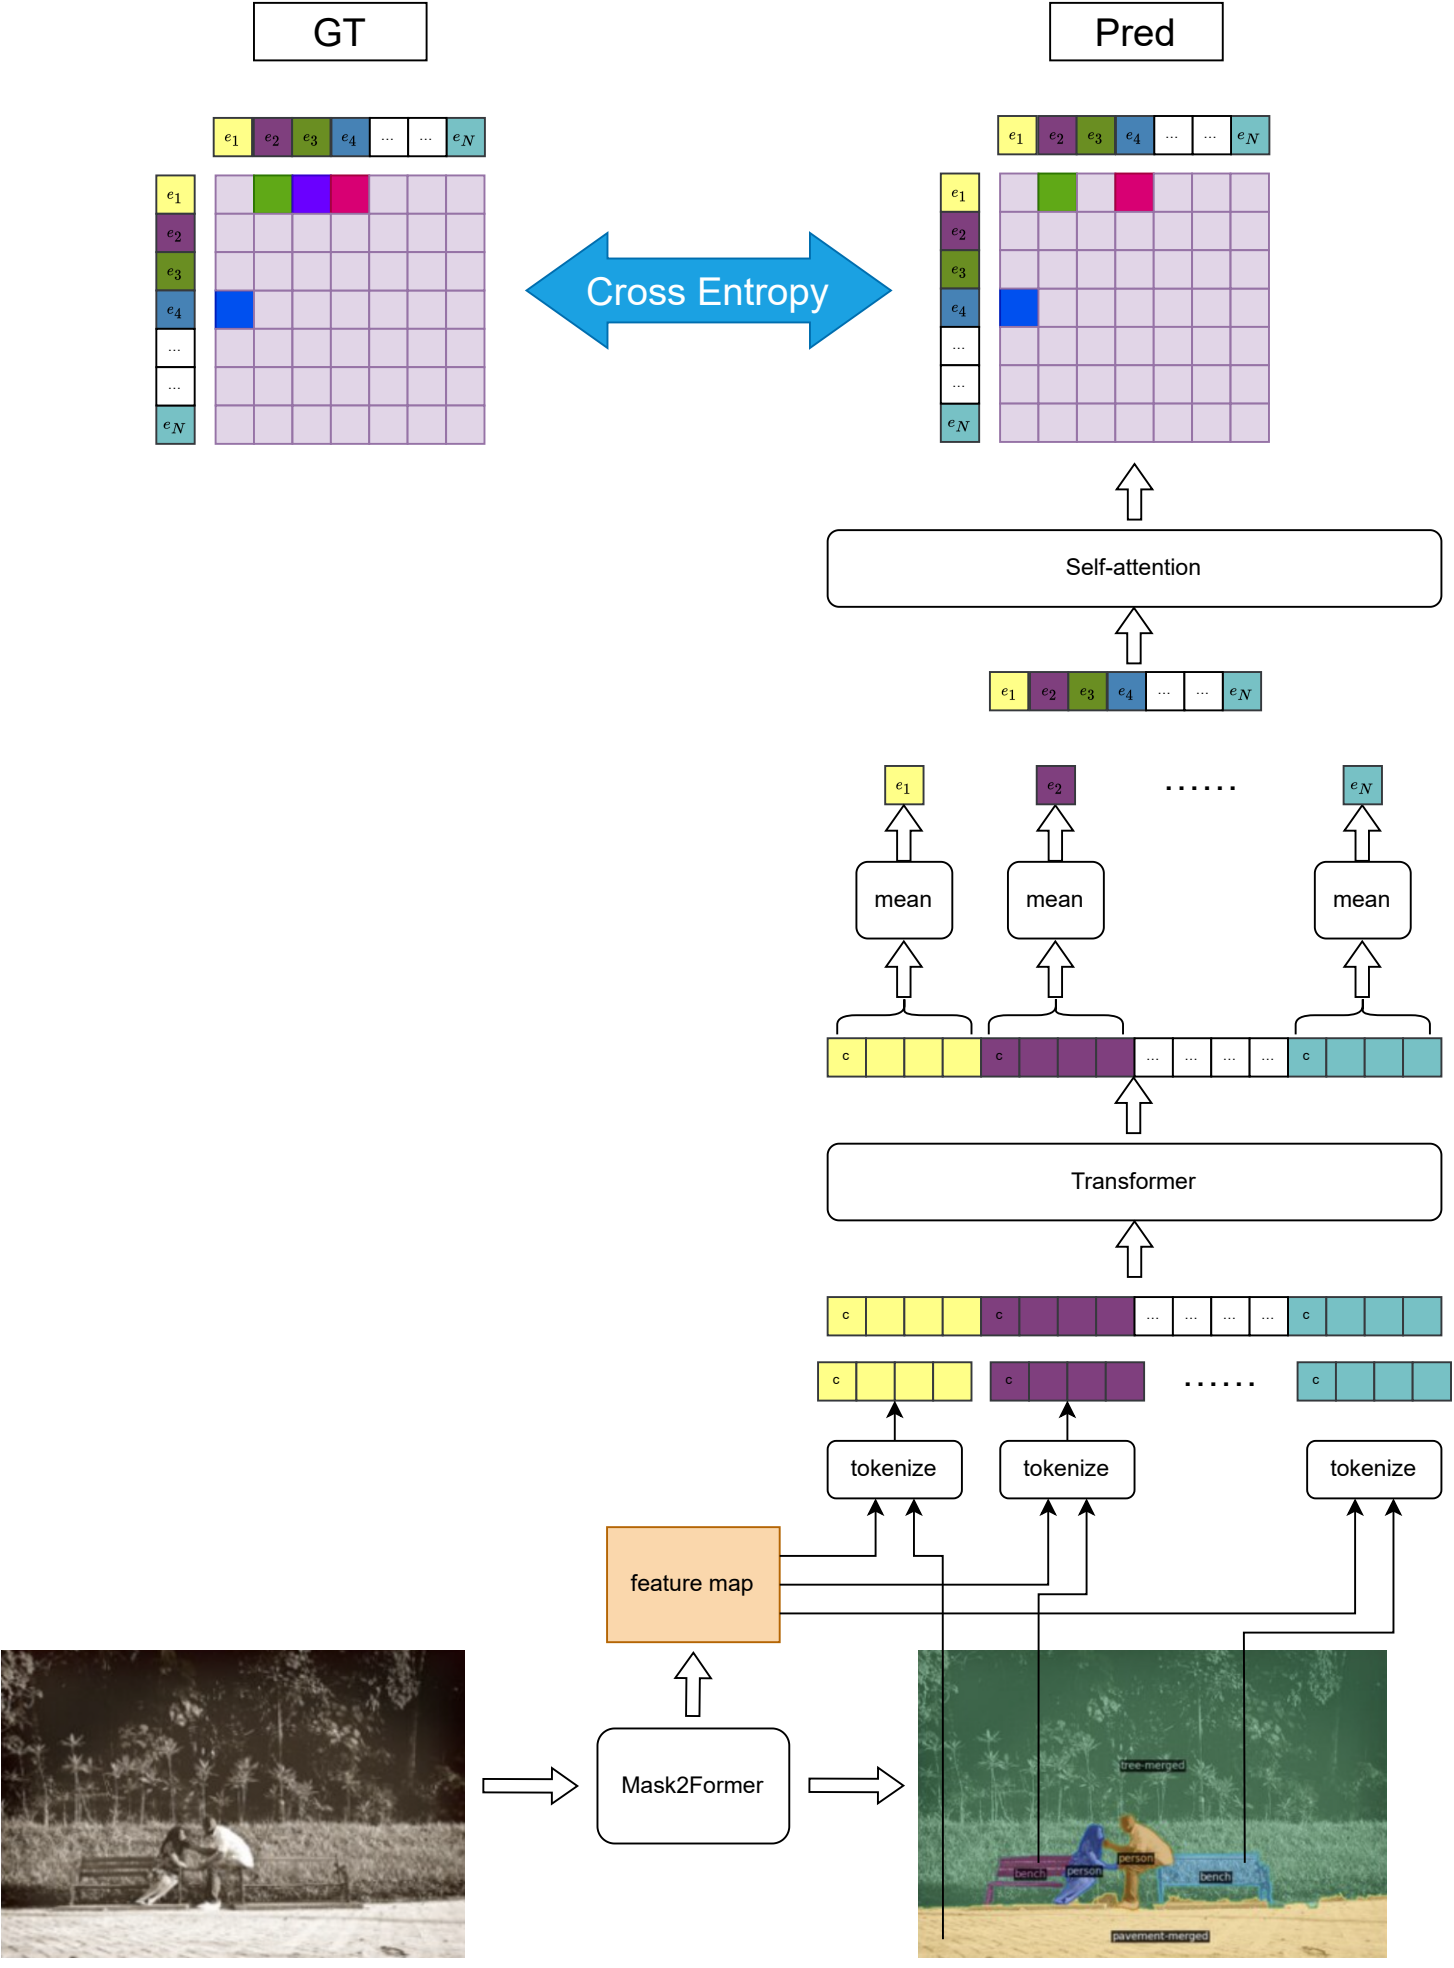 GT
Pred
e1 e2 e3 e4 ... ... eN
e1 e2 e3 e4 ... ... eN
e1
e2
e3
e4
...
...
eN
Cross Entropy
e1
e2
e3
e4
...
...
eN
Self-attention
e1 e2 e3 e4 ... ... eN
e1 e2 ...... eN
mean mean mean
c c ... ... ... ... c
Transformer
c c ... ... ... ... c
c c ...... c
tokenize tokenize tokenize
feature map
Mask2Former
tree-merged
person
bench person bench
pavement-merged